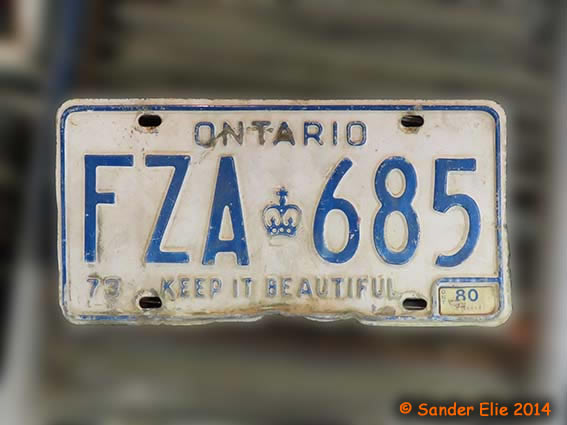 ONTARIO
FZA 685
73 KEEP IT BEAUTIFUL
80
© Sander Elie 2014